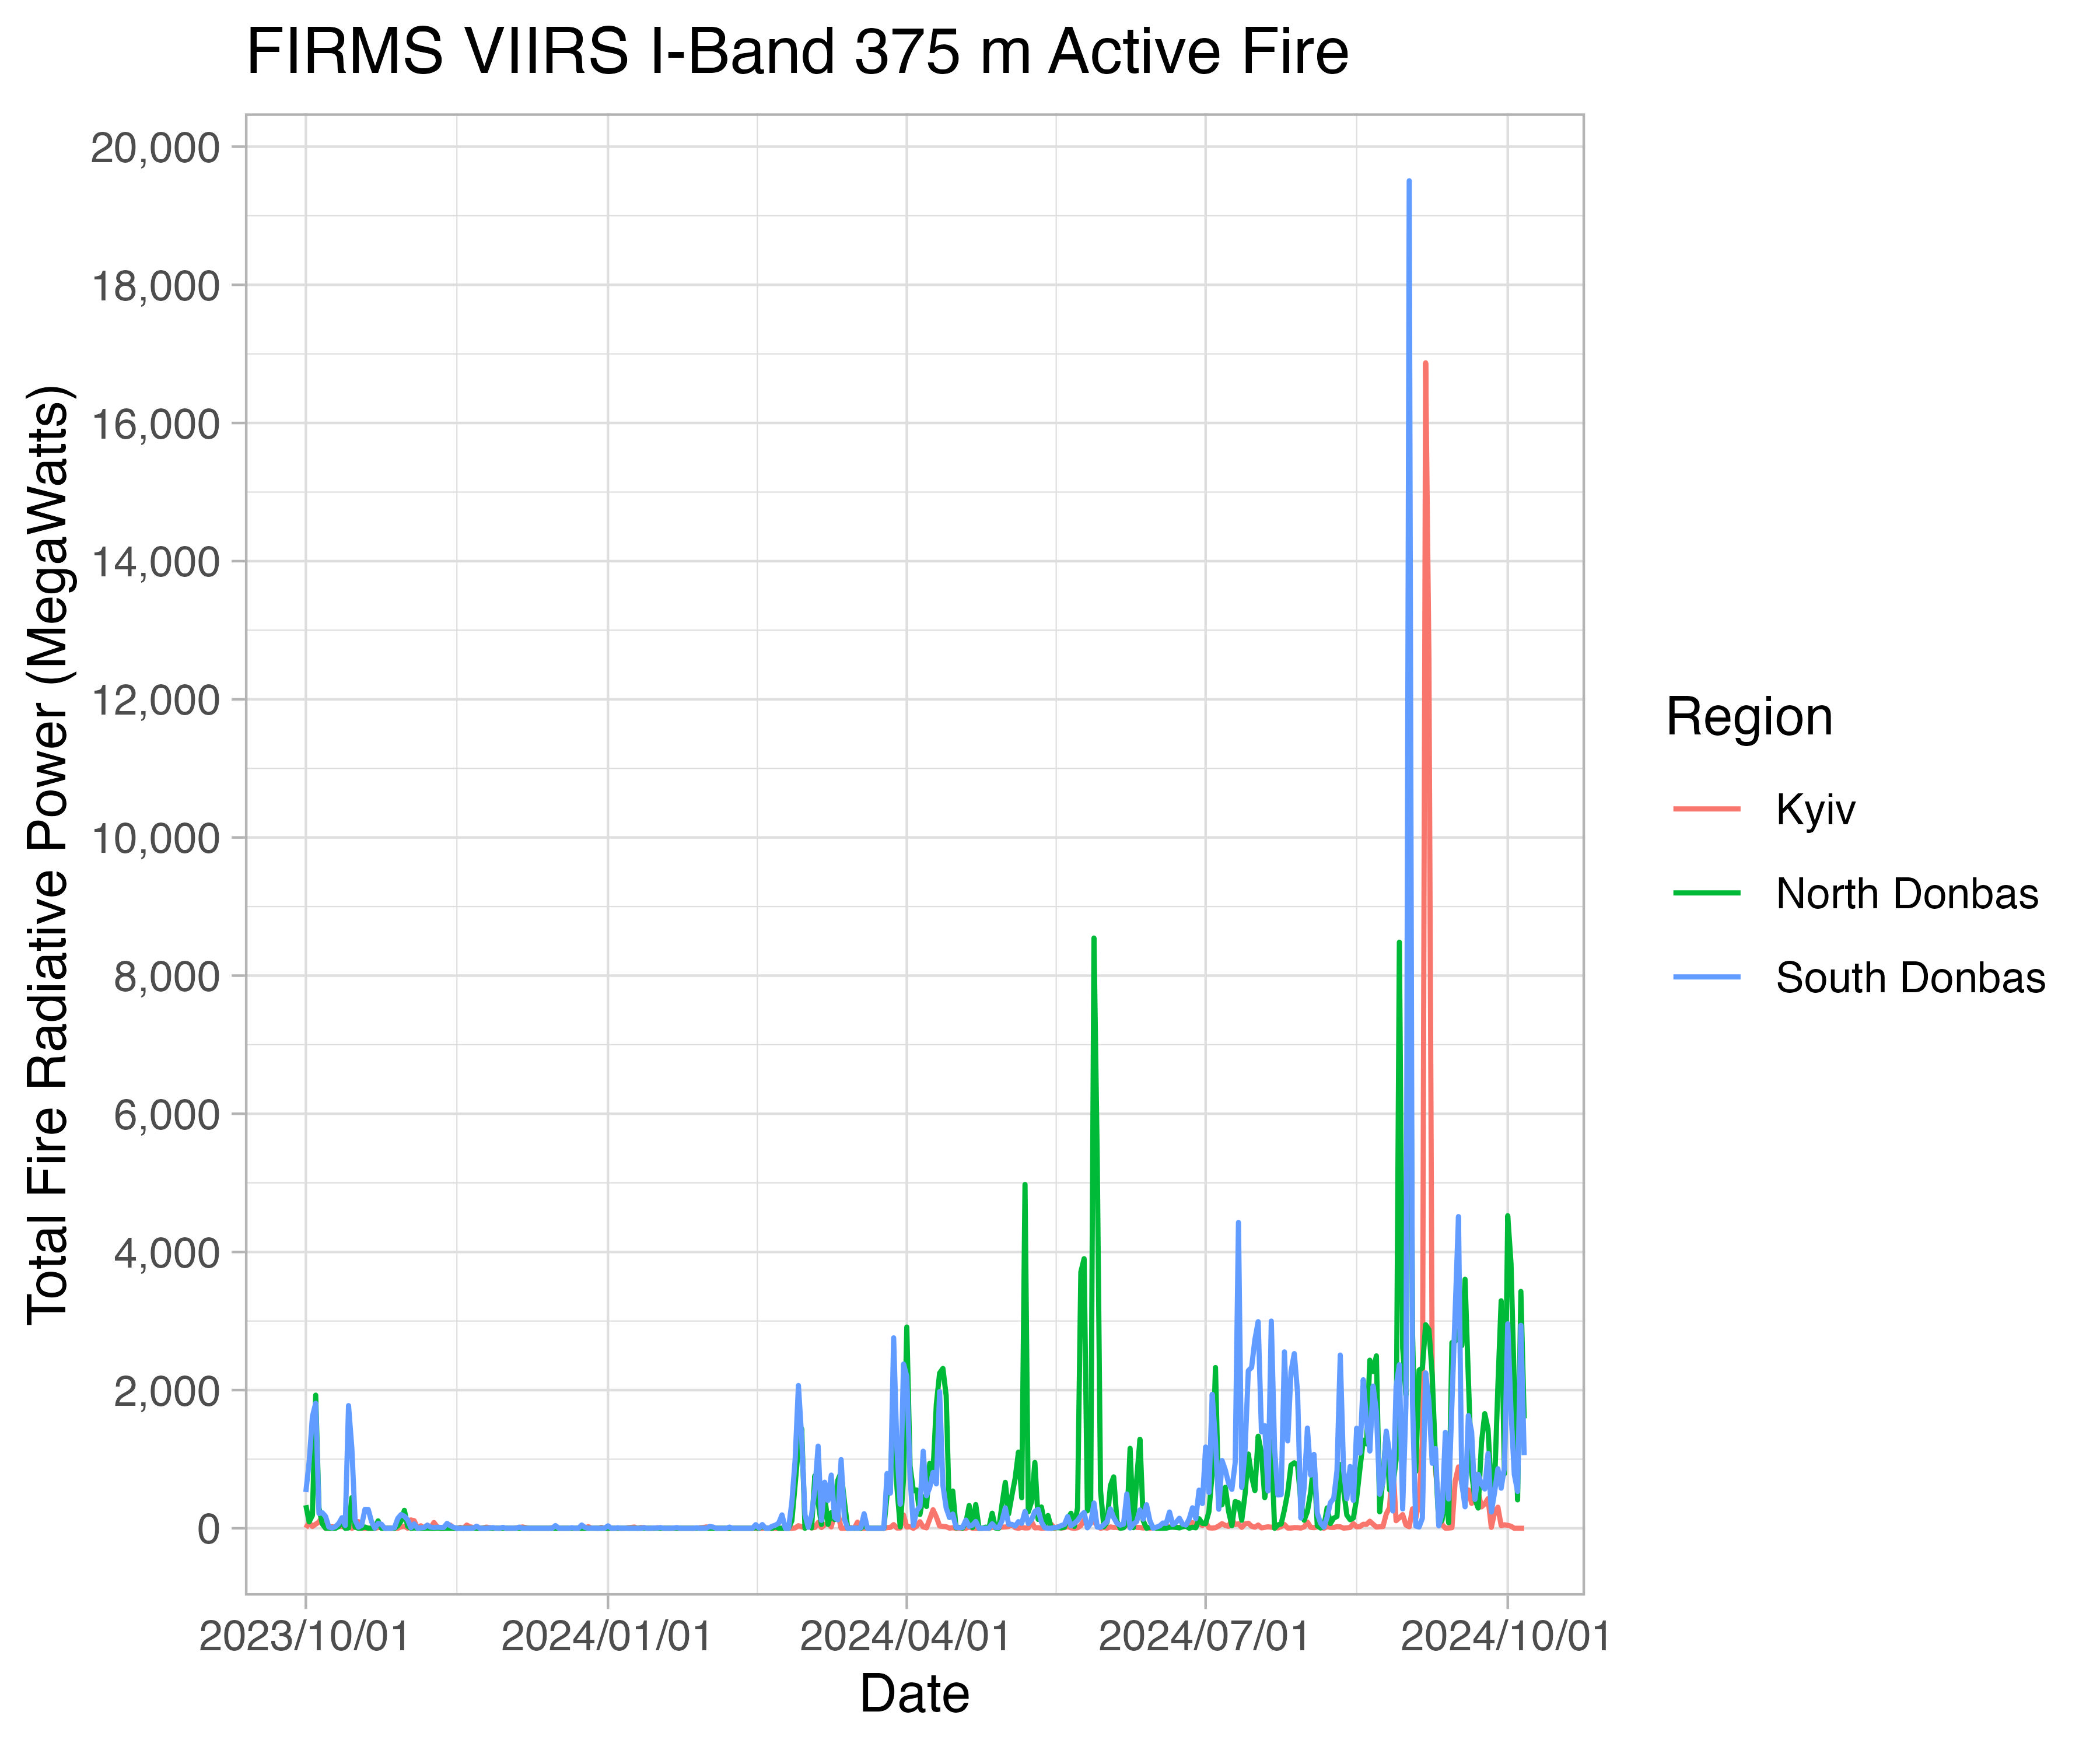 FIRMS VIIRS I-Band 375 m Active Fire
Total Fire Radiative Power (MegaWatts)
20,000
18,000
16,000
14,000
12,000
10,000
8,000
6,000
4,000
2,000
0
2023/10/01 2024/01/01 2024/04/01 2024/07/01 2024/10/01
Date
Region
Kyiv
North Donbas
South Donbas